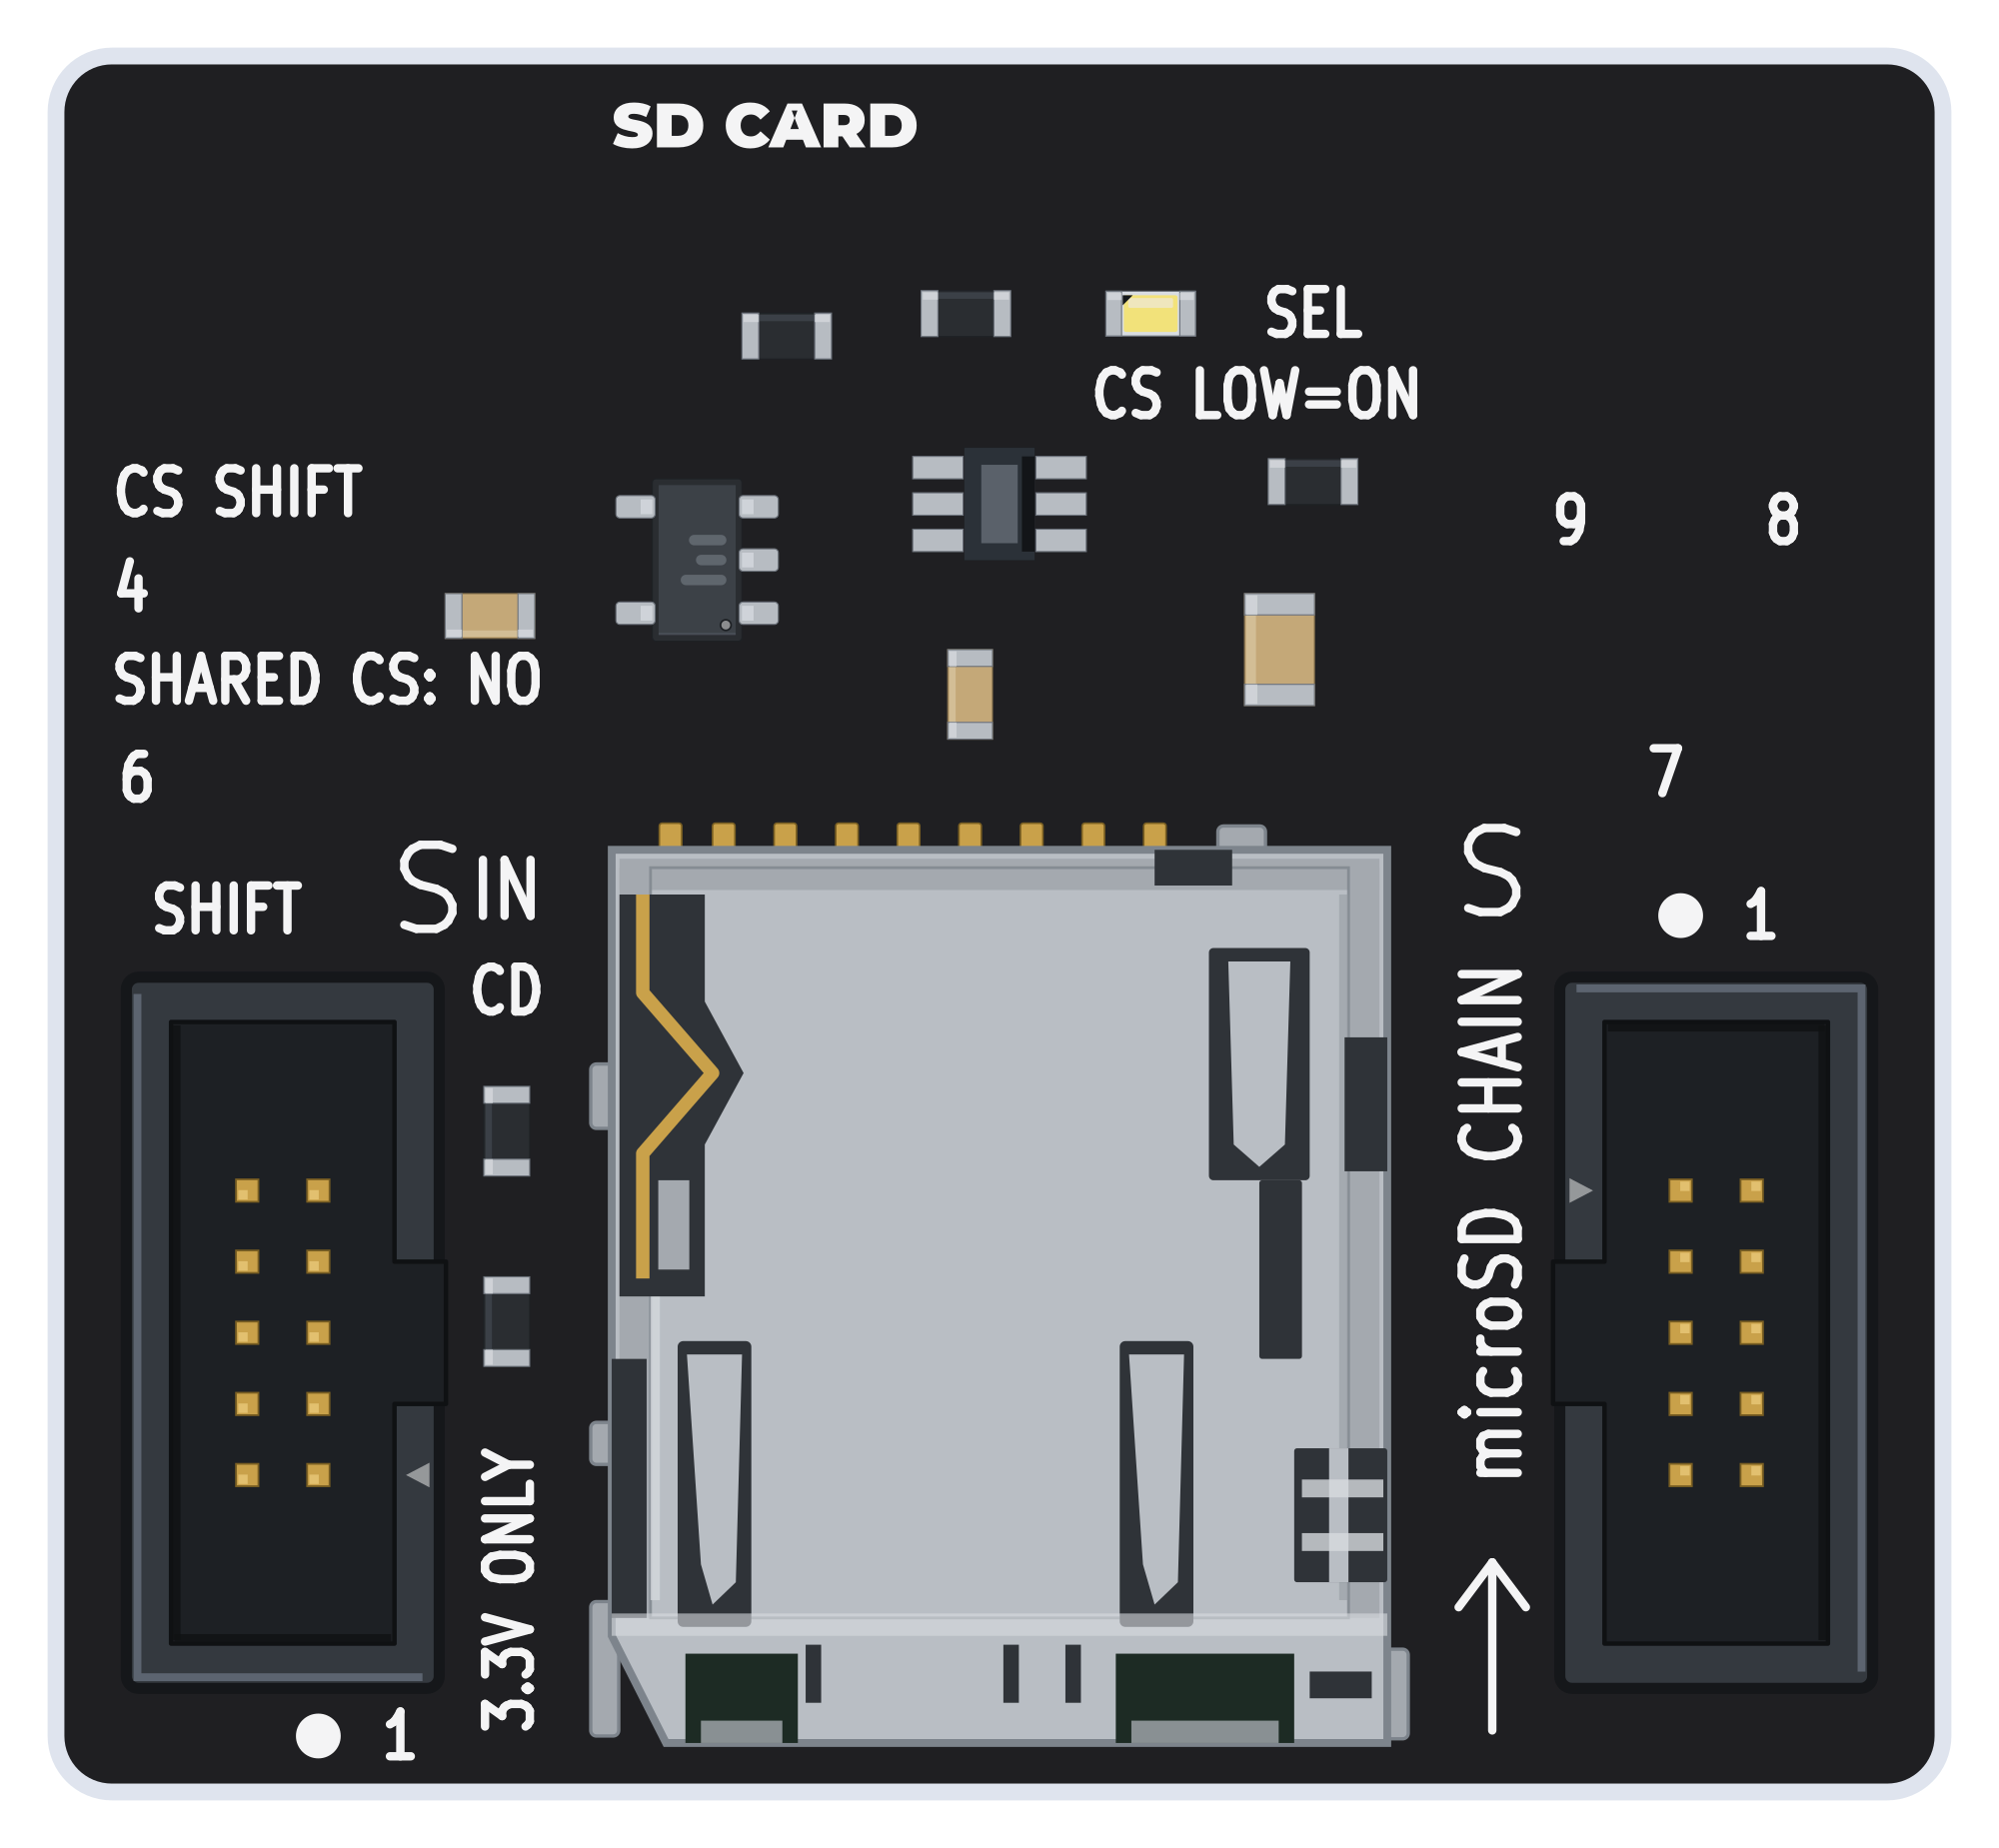 SD CARD
SEL
CS LOW=ON
CS SHIFT
9
8
4
SHARED CS: NO
6
7
S IN
S
SHIFT
1
CD
microSD CHAIN
3.3V ONLY
1